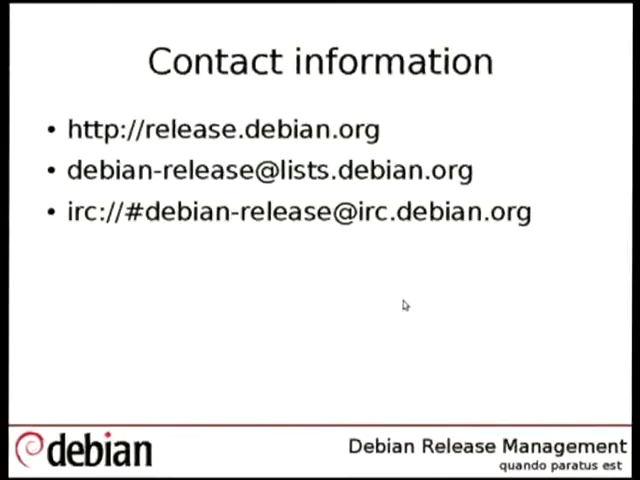 Contact information
• http://release.debian.org
• debian-release@lists.debian.org
• irc://#debian-release@irc.debian.org
debian
Debian Release Management
quando paratus est